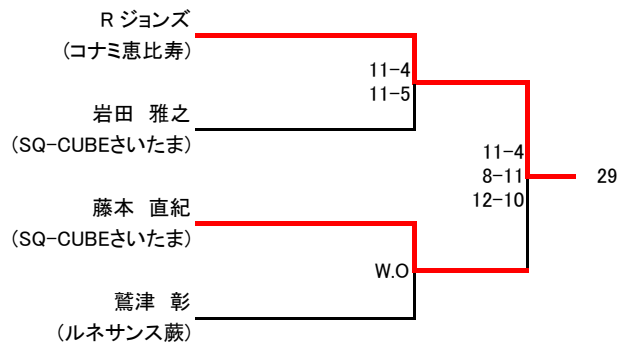 R ジョンズ
(コナミ恵比寿)
11-4
11-5
岩田 雅之
(SQ-CUBEさいたま)
11-4
8-11
12-10
29
藤本 直紀
(SQ-CUBEさいたま)
W.O
鷲津 彰
(ルネサンス蕨)